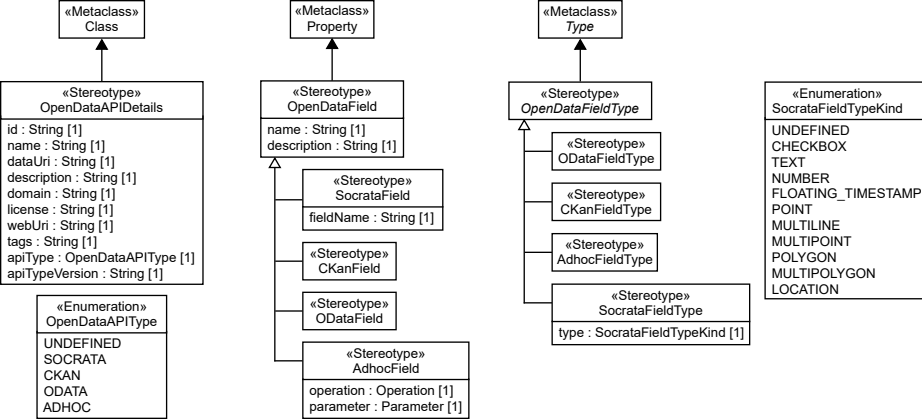 «Metaclass»
Class
«Stereotype»
OpenDataAPIDetails
id : String [1]
name : String [1]
dataUri : String [1]
description : String [1]
domain : String [1]
license : String [1]
webUri : String [1]
tags : String [1]
apiType : OpenDataAPIType [1]
apiTypeVersion : String [1]
«Enumeration»
OpenDataAPIType
UNDEFINED
SOCRATA
CKAN
ODATA
ADHOC
«Metaclass»
Property
«Stereotype»
OpenDataField
name : String [1]
description : String [1]
«Stereotype»
SocrataField
fieldName : String [1]
«Stereotype»
CKanField
«Stereotype»
ODataField
«Stereotype»
AdhocField
operation : Operation [1]
parameter : Parameter [1]
«Metaclass»
Type
«Stereotype»
OpenDataFieldType
«Stereotype»
ODataFieldType
«Stereotype»
CKanFieldType
«Stereotype»
AdhocFieldType
«Stereotype»
SocrataFieldType
type : SocrataFieldTypeKind [1]
«Enumeration»
SocrataFieldTypeKind
UNDEFINED
CHECKBOX
TEXT
NUMBER
FLOATING_TIMESTAMP
POINT
MULTILINE
MULTIPOINT
POLYGON
MULTIPOLYGON
LOCATION